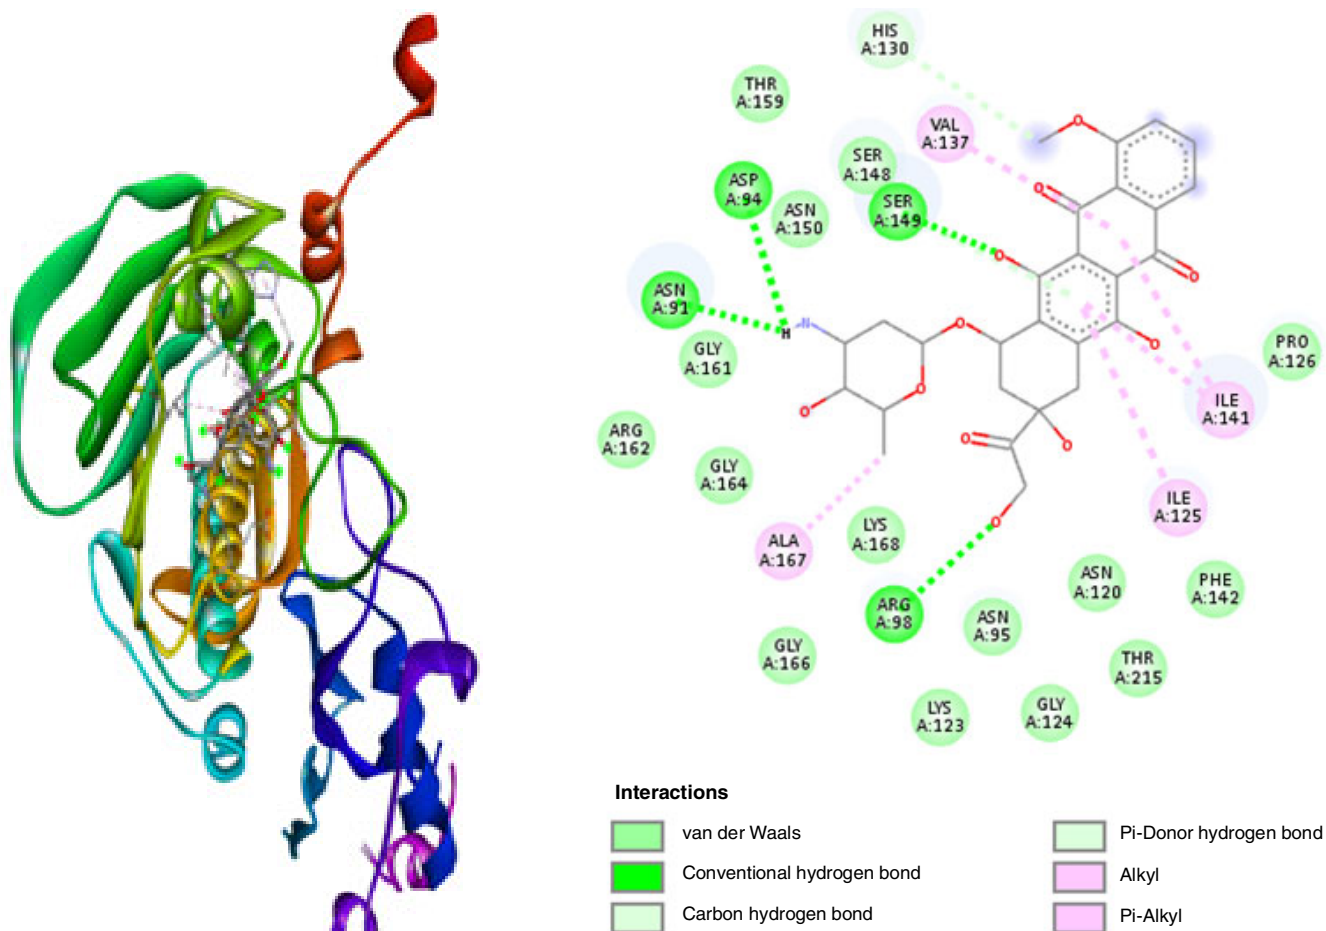 HIS
A:130
THR
A:159
VAL
A:137
SER
A:148
ASP
A:94
SER
A:149
ASN
A:150
O
O
O
O
ASN
A:91
H
N
O
O
PRO
A:126
GLY
A:161
O
O
ILE
A:141
ARG
A:162
O
O
GLY
A:164
ILE
A:125
O
LYS
A:168
ALA
A:167
ASN
A:120
PHE
A:142
ARG
A:98
ASN
A:95
GLY
A:166
THR
A:215
LYS
A:123
GLY
A:124
Interactions
van der Waals
Conventional hydrogen bond
Carbon hydrogen bond
Pi-Donor hydrogen bond
Alkyl
Pi-Alkyl